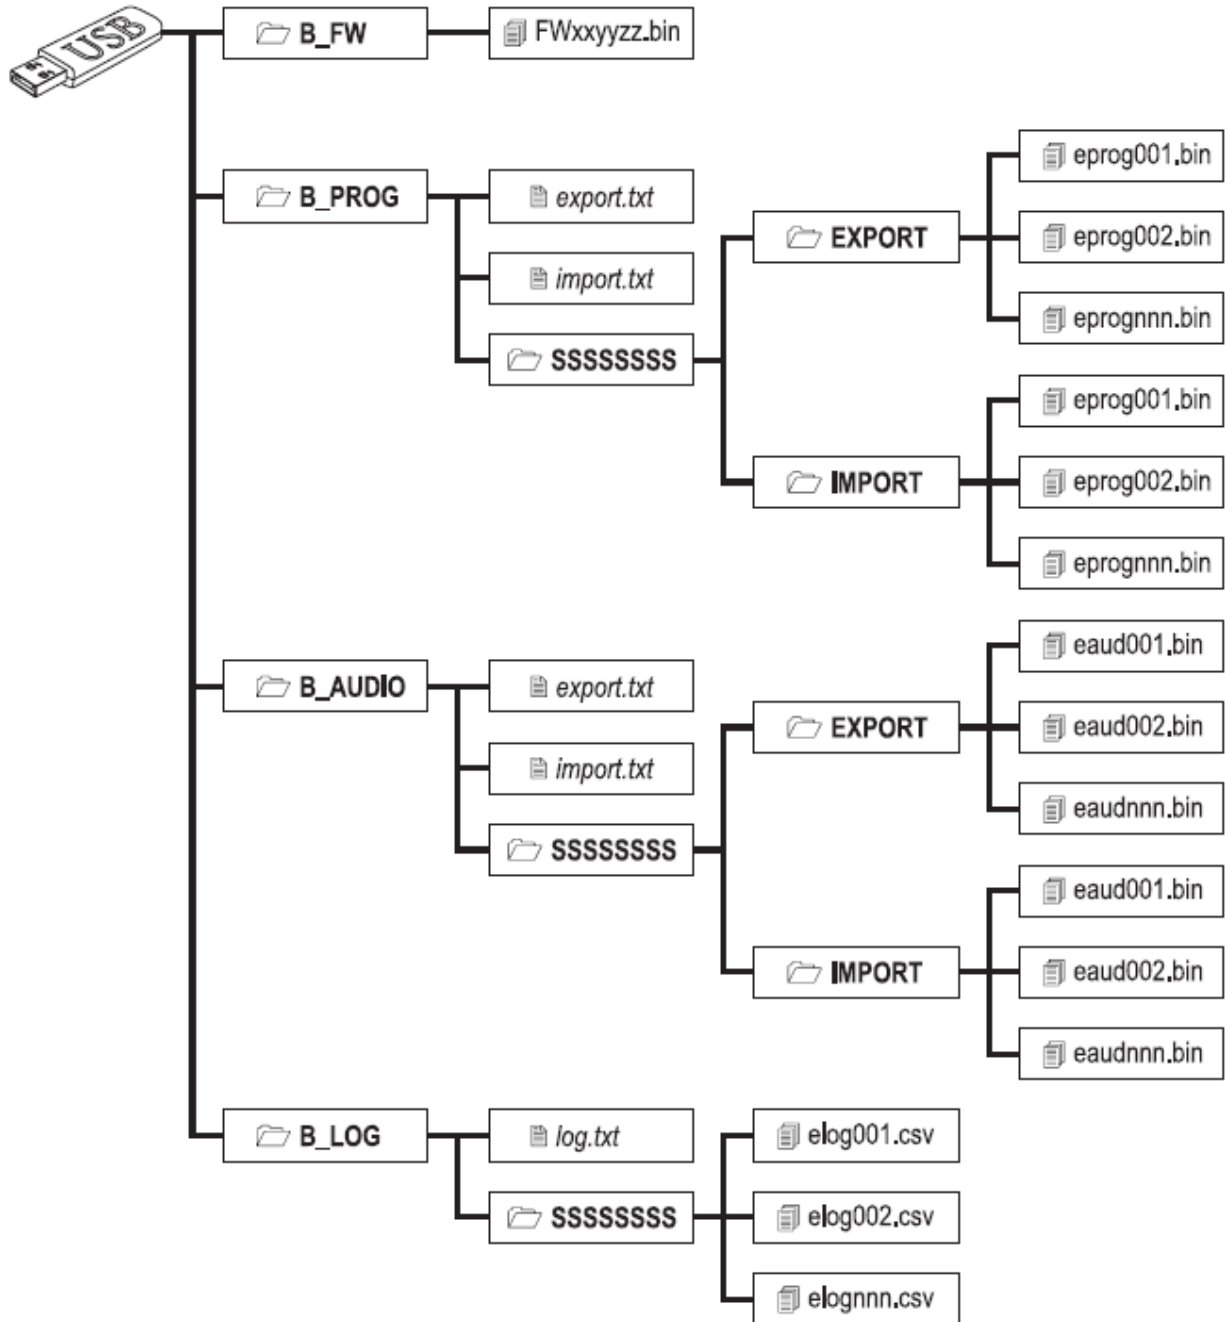 USB
B_FW
FWxxyyzz.bin
B_PROG
export.txt
import.txt
SSSSSSSS
EXPORT
eprog001.bin
eprog002.bin
eprognnn.bin
IMPORT
eprog001.bin
eprog002.bin
eprognnn.bin
B_AUDIO
export.txt
import.txt
SSSSSSSS
EXPORT
eaud001.bin
eaud002.bin
eaudnnn.bin
IMPORT
eaud001.bin
eaud002.bin
eaudnnn.bin
B_LOG
log.txt
SSSSSSSS
elog001.csv
elog002.csv
elognnn.csv